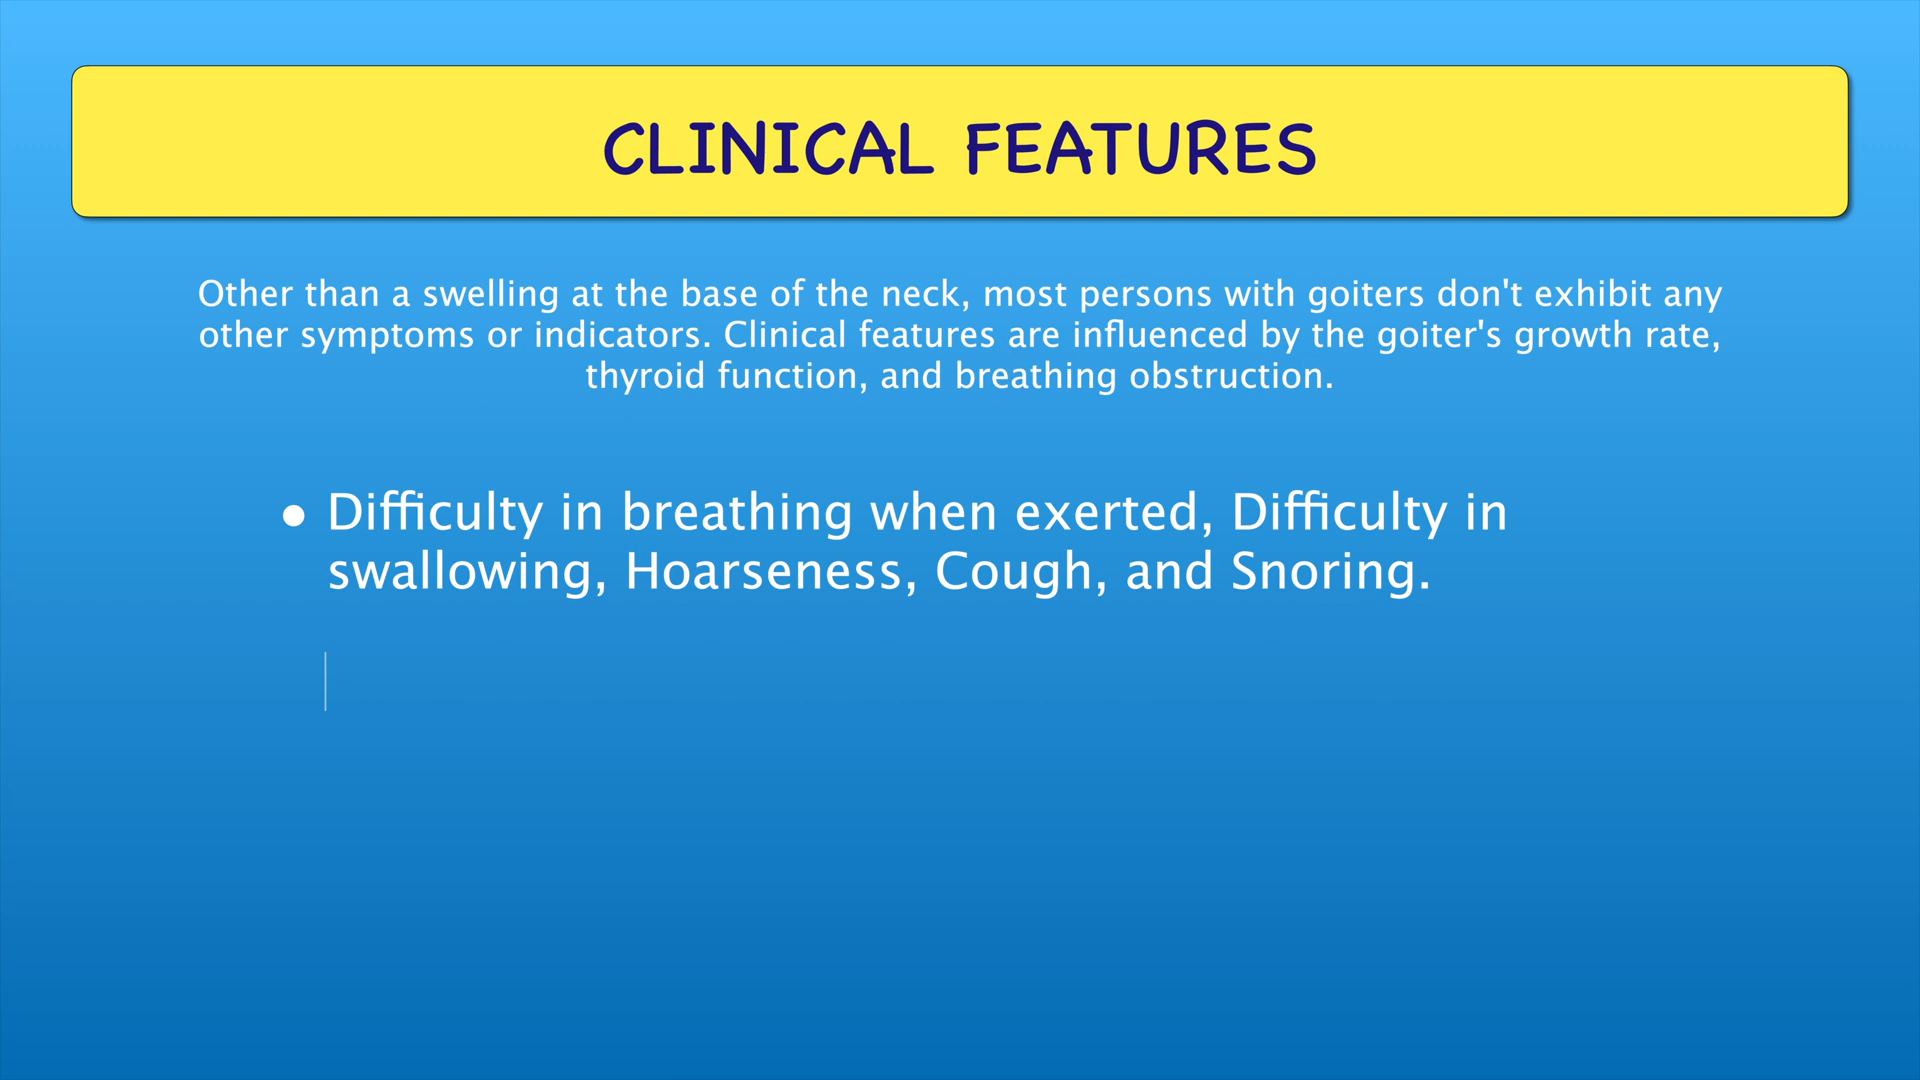 CLINICAL FEATURES
Other than a swelling at the base of the neck, most persons with goiters don't exhibit any
other symptoms or indicators. Clinical features are influenced by the goiter's growth rate,
thyroid function, and breathing obstruction.
• Difficulty in breathing when exerted, Difficulty in
swallowing, Hoarseness, Cough, and Snoring.